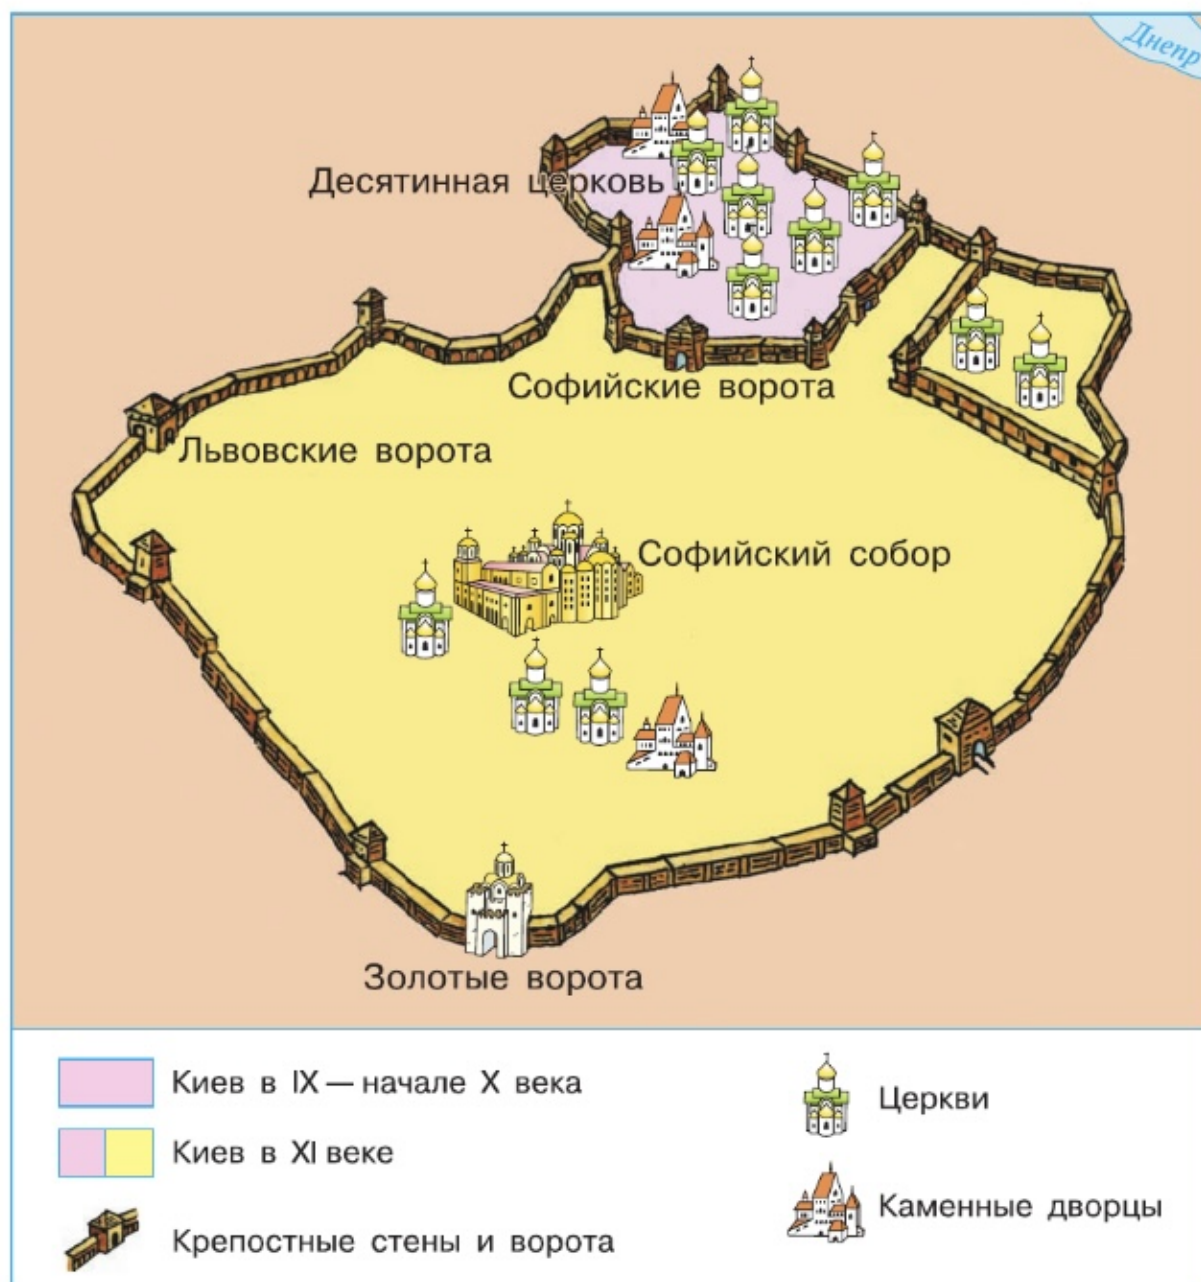 Днепр
Десятинная церковь
Софийские ворота
Львовские ворота
Софийский собор
Золотые ворота
Киев в IX — начале X века
Киев в XI веке
Крепостные стены и ворота
Церкви
Каменные дворцы